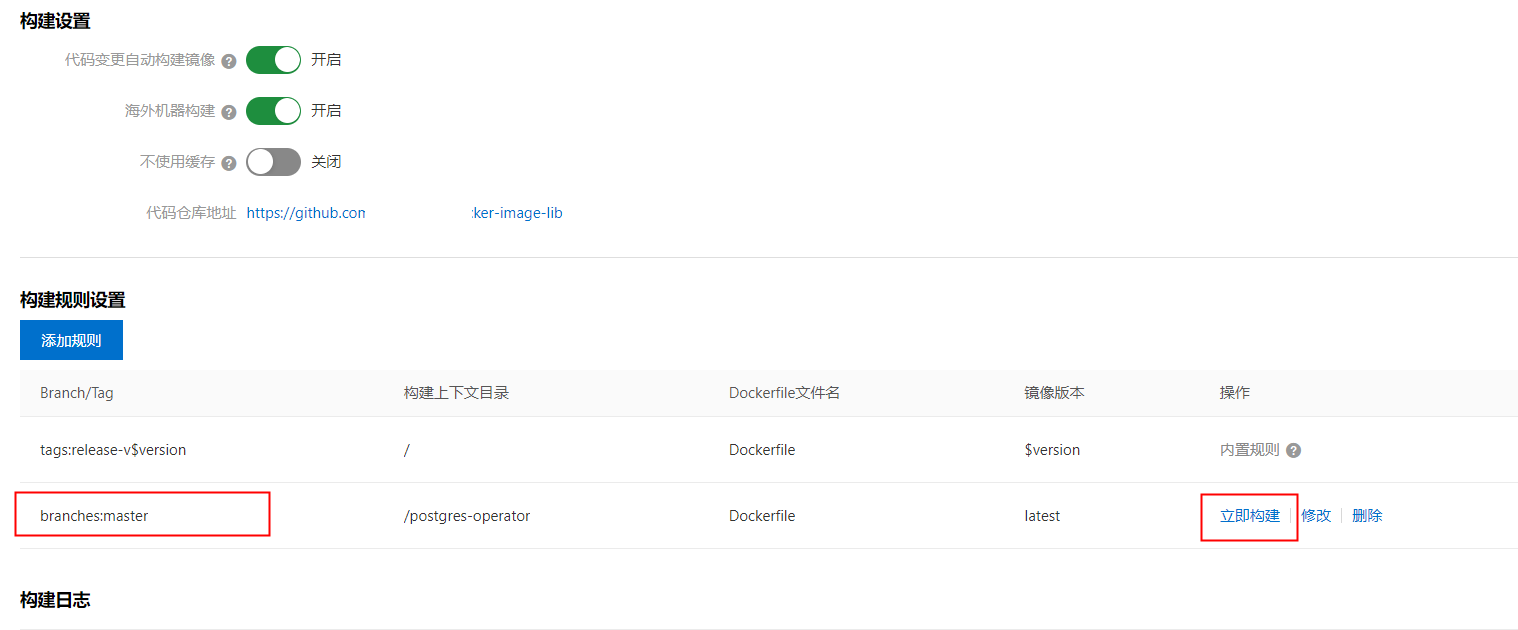 构建设置
代码变更自动构建镜像 ? 开启
海外机器构建 ? 开启
不使用缓存 ? 关闭
代码仓库地址 https://github.com ker-image-lib
构建规则设置
添加规则
Branch/Tag 构建上下文目录 Dockerfile文件名 镜像版本 操作
tags:release-v$version / Dockerfile $version 内置规则 ?
branches:master /postgres-operator Dockerfile latest 立即构建 修改 删除
构建日志